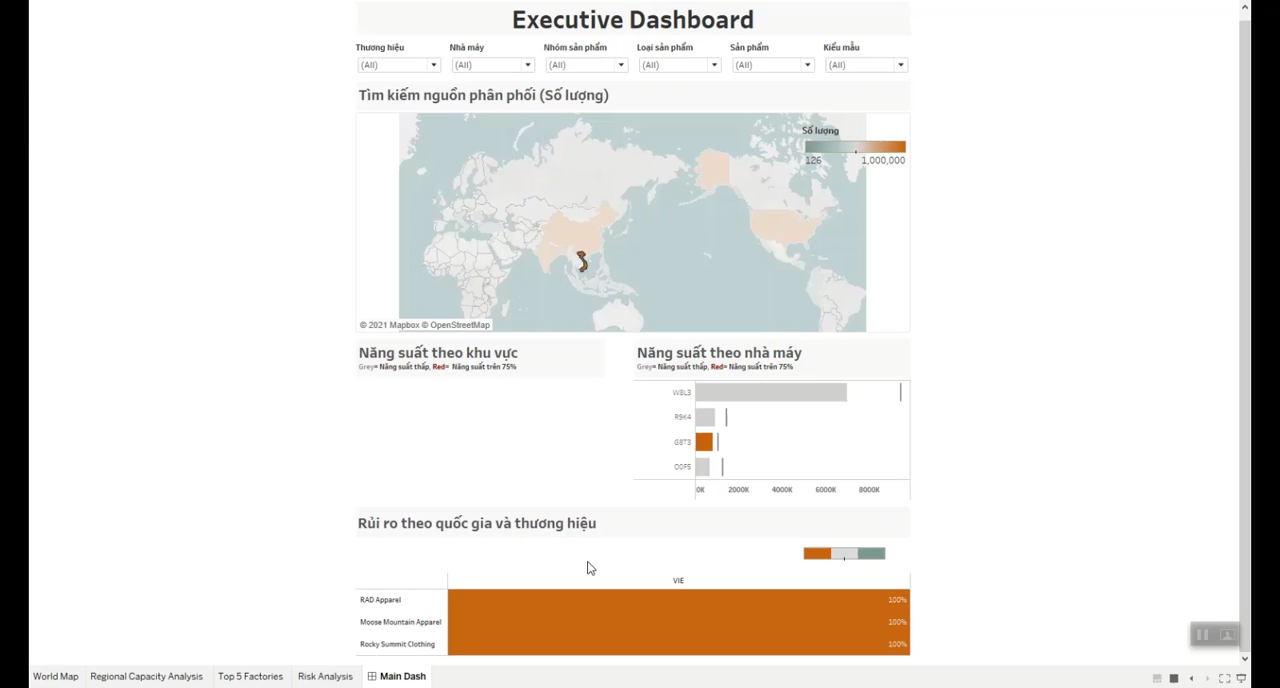 Executive Dashboard
Thương hiệu Nhà máy Nhóm sản phẩm Loại sản phẩm Sản phẩm Kiểu mẫu
(All) (All) (All) (All) (All) (All)
Tìm kiếm nguồn phân phối (Số lượng)
Số lượng
126 1,000,000
© 2021 Mapbox © OpenStreetMap
Năng suất theo khu vực
Grey= Năng suất thấp, Red= Năng suất trên 75%
Năng suất theo nhà máy
Grey= Năng suất thấp, Red= Năng suất trên 75%
W8L3
R9K4
G8T3
O0F5
0K 2000K 4000K 6000K 8000K
Rủi ro theo quốc gia và thương hiệu
VIE
RAD Apparel 100%
Moose Mountain Apparel 100%
Rocky Summit Clothing 100%
World Map Regional Capacity Analysis Top 5 Factories Risk Analysis Main Dash